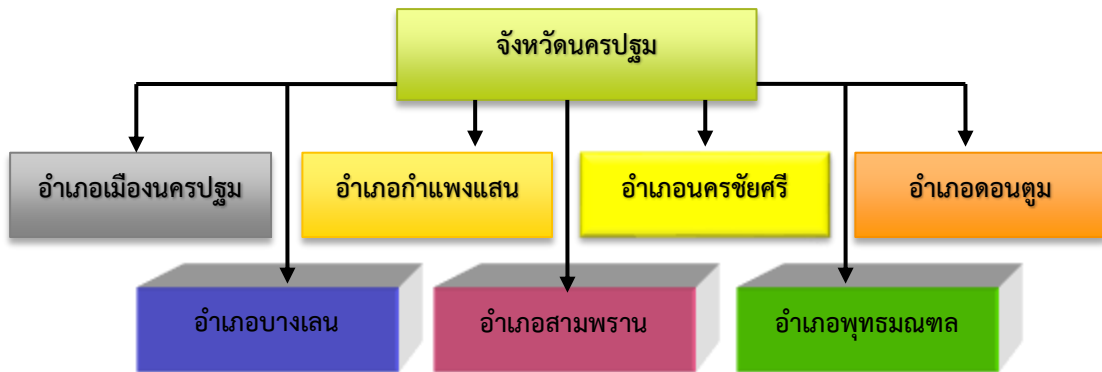 จังหวัดนครปฐม
อำเภอเมืองนครปฐม
อำเภอกำแพงแสน
อำเภอนครชัยศรี
อำเภอดอนตูม
อำเภอบางเลน
อำเภอสามพราน
อำเภอพุทธมณฑล